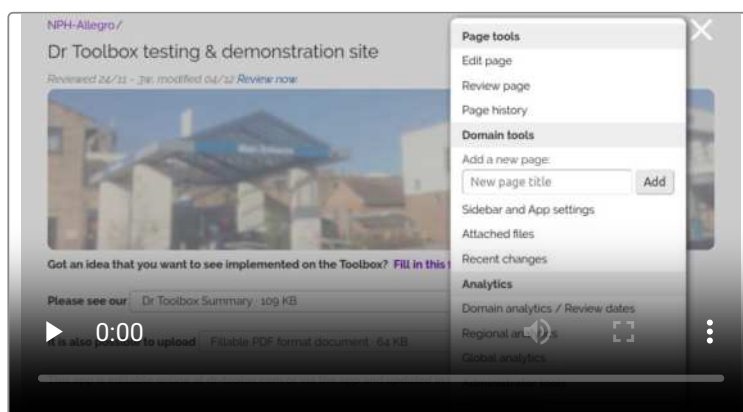 NPH-Allegro/
Dr Toolbox testing & demonstration site
Reviewed 24/11 - 3w, modified 04/12 Review now.
Got an idea that you want to see implemented on the Toolbox? Fill in this
Please see our Dr Toolbox Summary · 109 KB
It is also possible to upload Fillable PDF format document · 64 KB
Page tools
Edit page
Review page
Page history
Domain tools
Add a new page:
New page title Add
Sidebar and App settings
Attached files
Recent changes
Analytics
Domain analytics / Review dates
Regional analytics
Global analytics
0:00